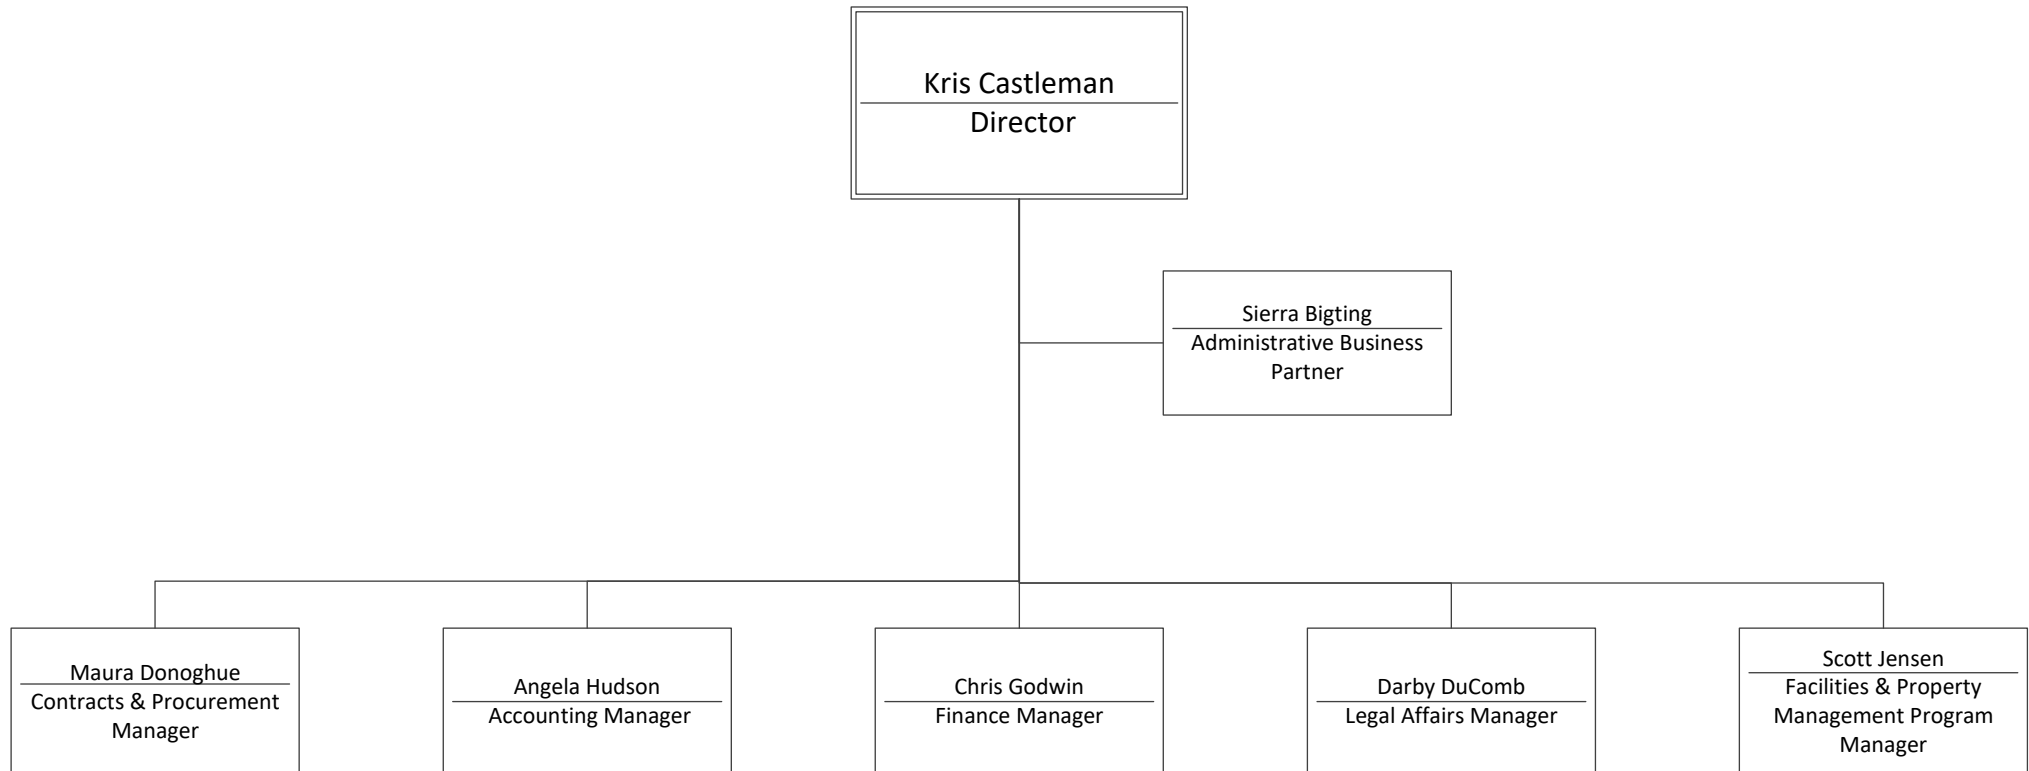 Kris Castleman
Director
Sierra Bigting
Administrative Business
Partner
Maura Donoghue
Contracts & Procurement
Manager
Angela Hudson
Accounting Manager
Chris Godwin
Finance Manager
Darby DuComb
Legal Affairs Manager
Scott Jensen
Facilities & Property
Management Program
Manager